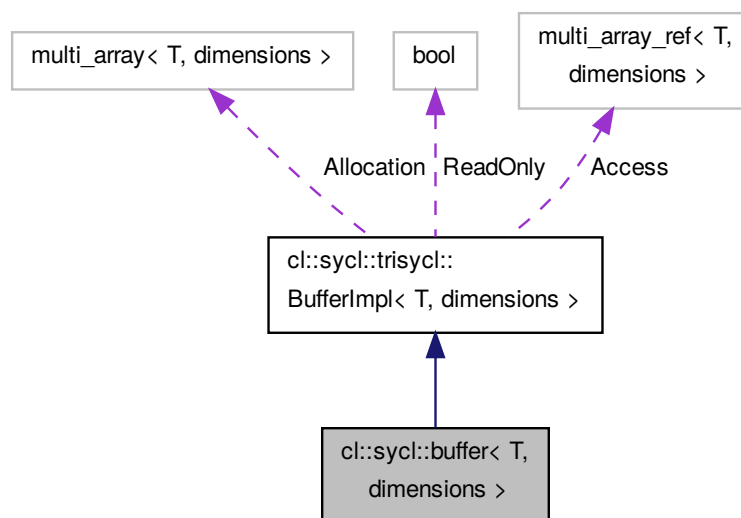 multi_array< T, dimensions >
bool
multi_array_ref< T,
dimensions >
Allocation
ReadOnly
Access
cl::sycl::trisycl::
BufferImpl< T, dimensions >
cl::sycl::buffer< T,
dimensions >